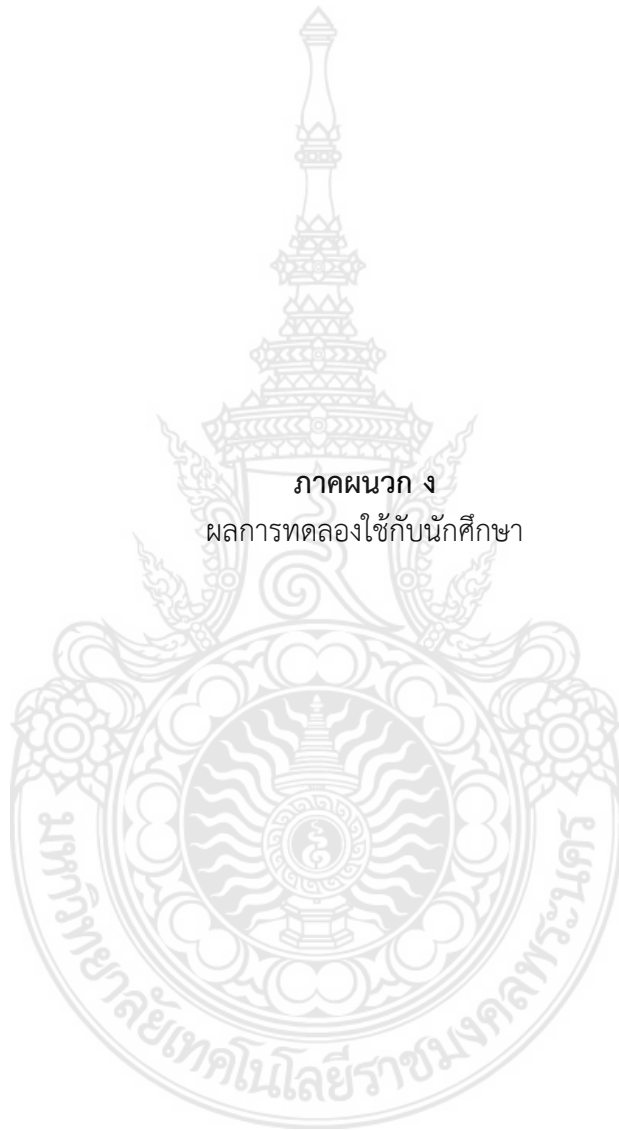 ภาคผนวก ง
ผลการทดลองใช้กับนักศึกษา
มหาวิทยาลัยเทคโนโลยีราชมงคลพระนคร